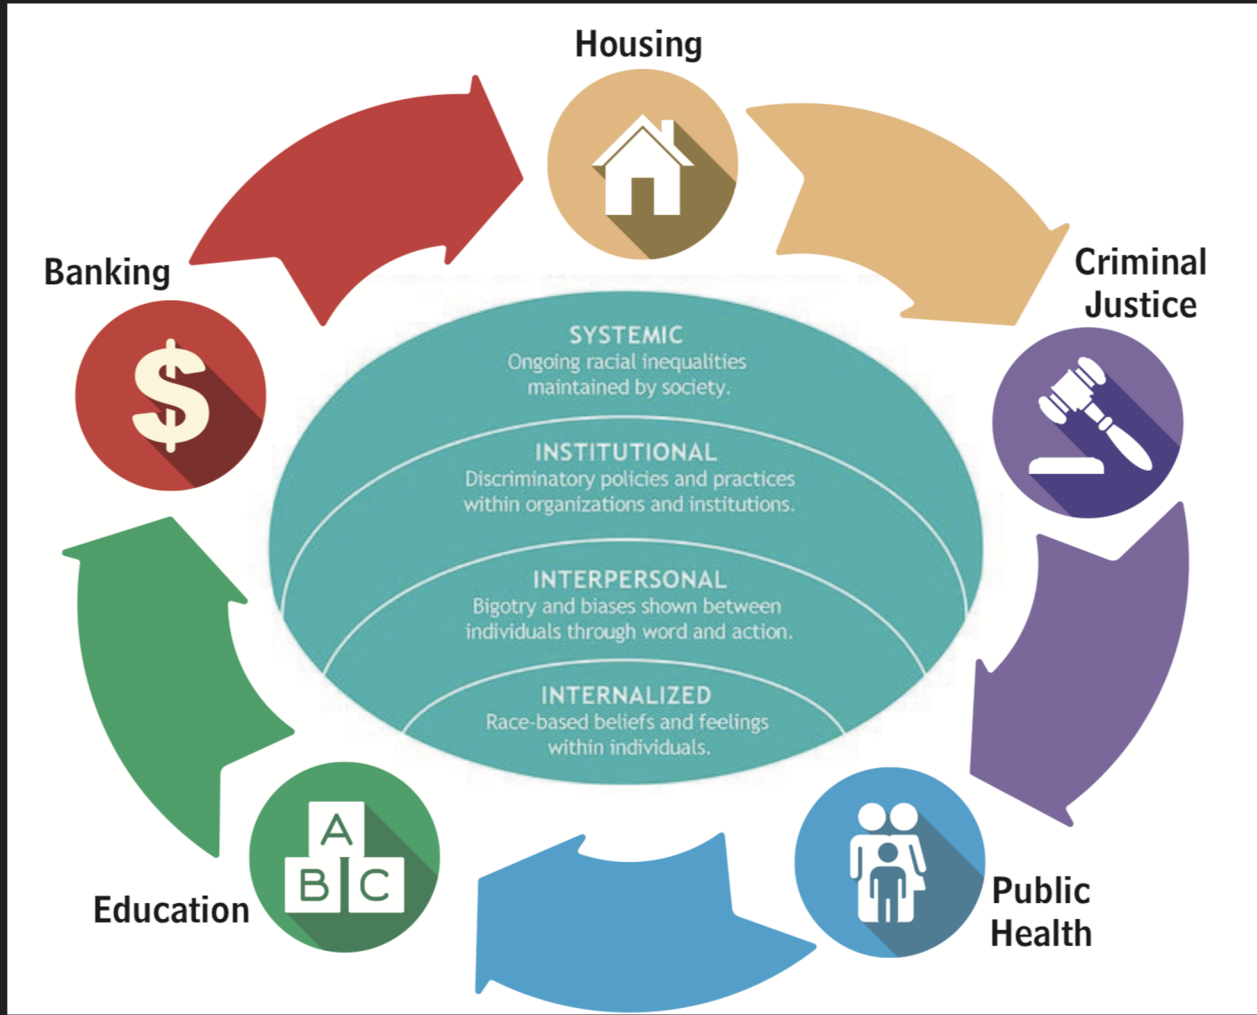 Housing
Banking
Criminal
Justice
SYSTEMIC
Ongoing racial inequalities
maintained by society.
INSTITUTIONAL
Discriminatory policies and practices
within organizations and institutions.
INTERPERSONAL
Bigotry and biases shown between
individuals through word and action.
INTERNALIZED
Race-based beliefs and feelings
within individuals.
A
B C
Education
Public
Health